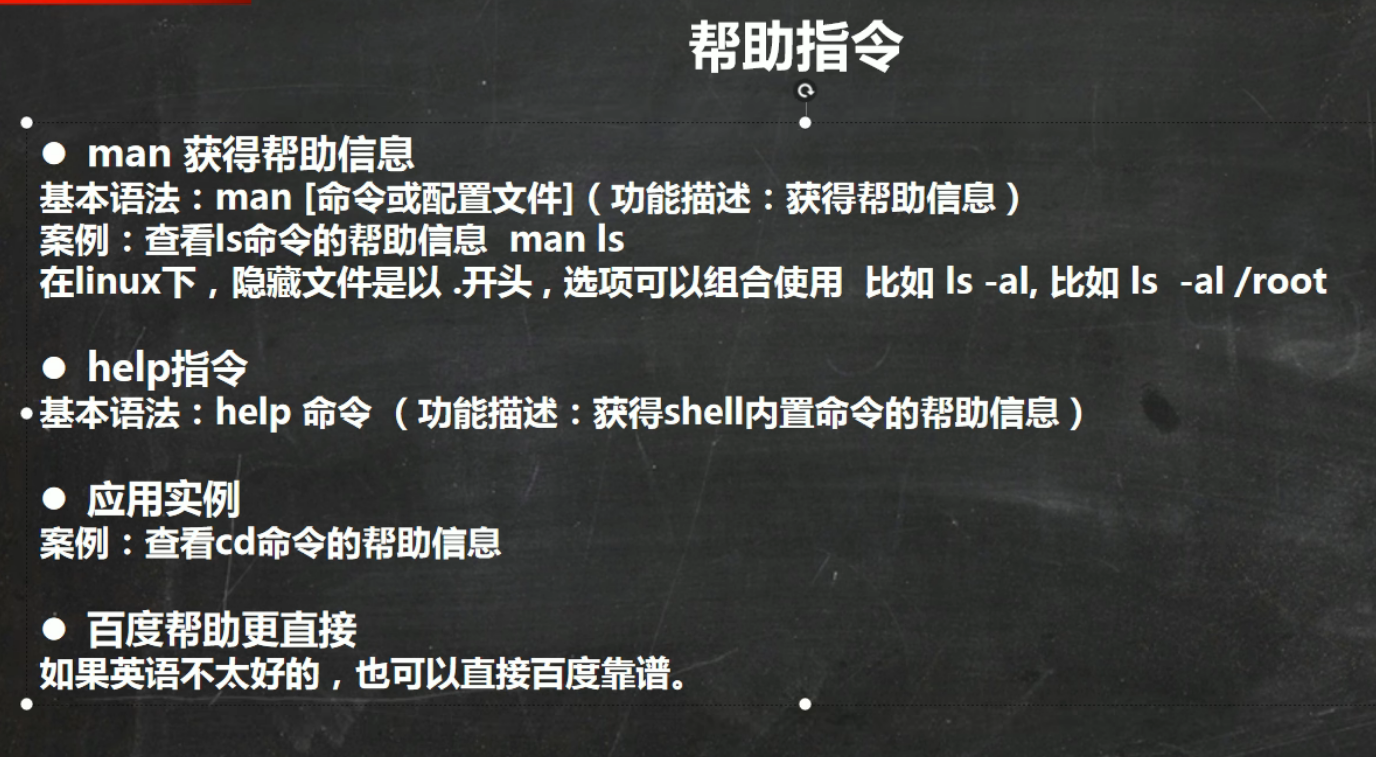 帮助指令
● man 获得帮助信息
基本语法：man [命令或配置文件]（功能描述：获得帮助信息）
案例：查看ls命令的帮助信息  man ls
在linux下，隐藏文件是以 .开头，选项可以组合使用  比如 ls -al, 比如 ls  -al /root
● help指令
基本语法：help 命令 （功能描述：获得shell内置命令的帮助信息）
● 应用实例
案例：查看cd命令的帮助信息
● 百度帮助更直接
如果英语不太好的，也可以直接百度靠谱。